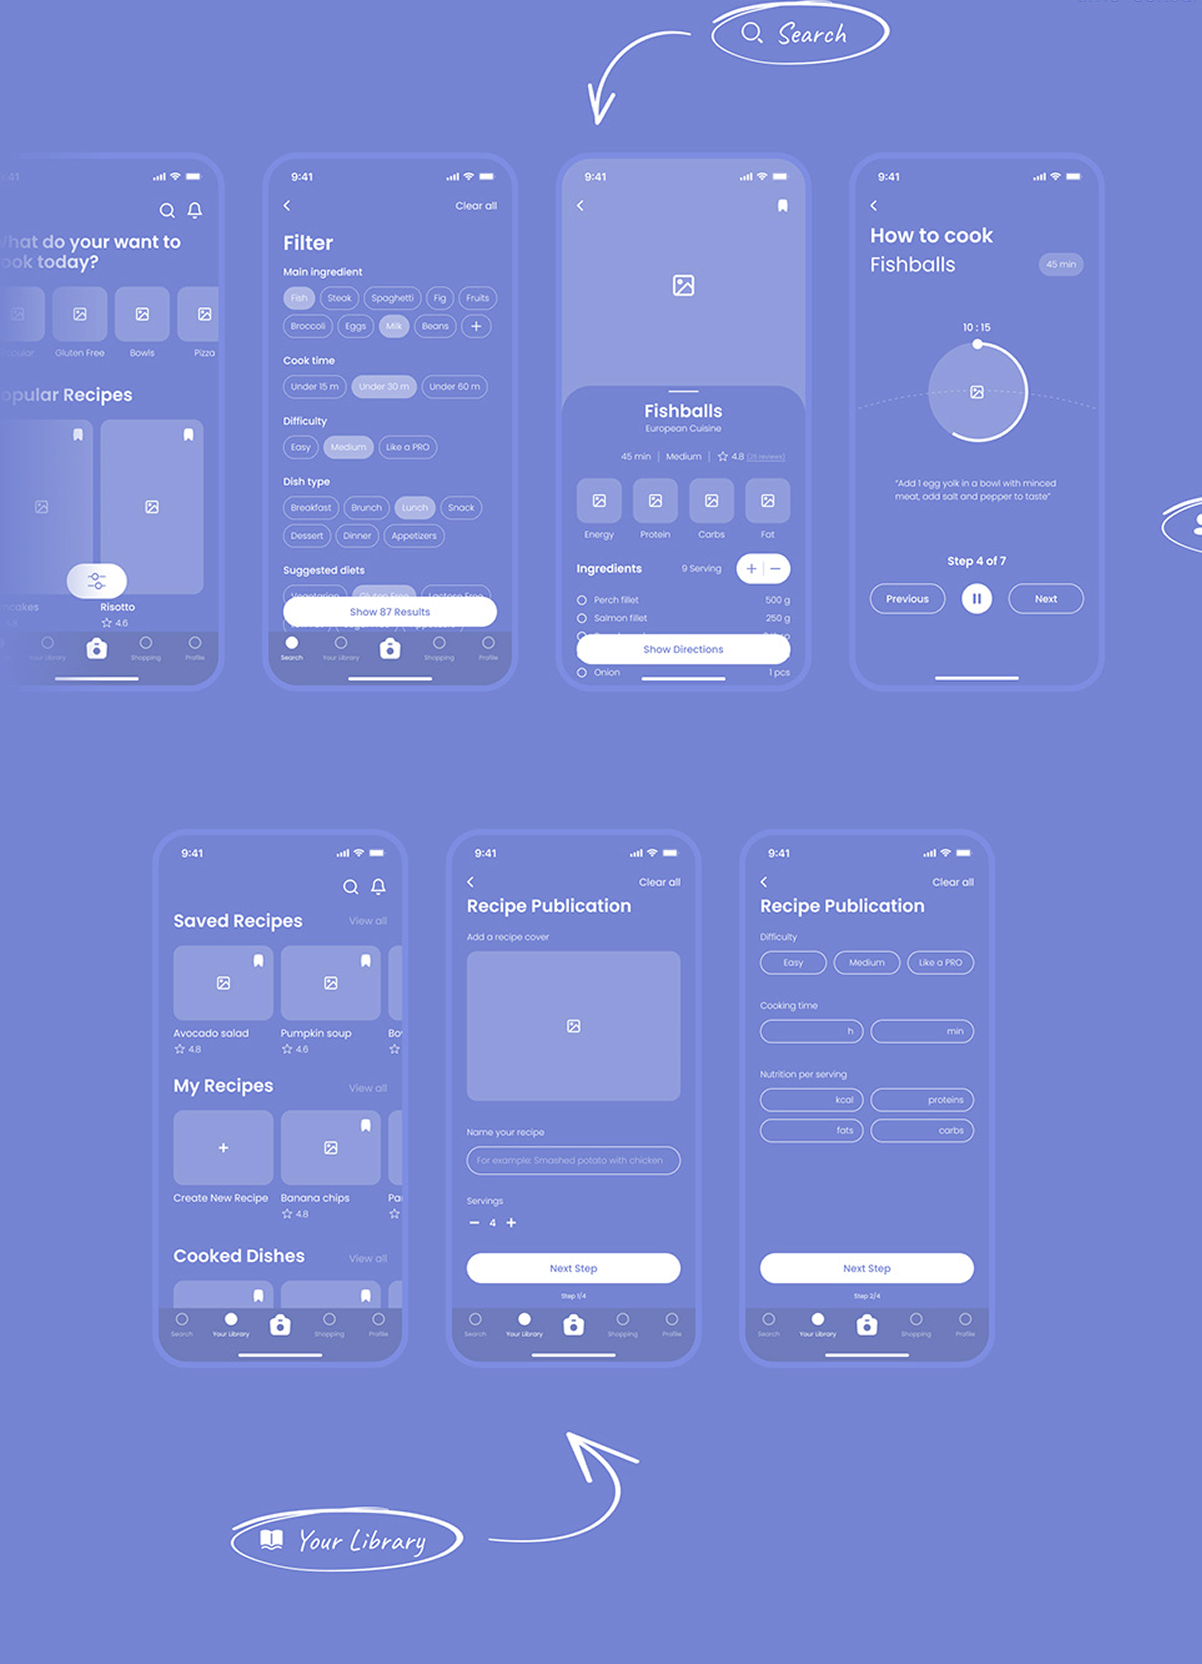 Search
9:41
What do your want to
cook today?
Gluten Free
Bowls
Pizza
Popular Recipes
Risotto
4.6
Your Library
Shopping
Profile
9:41
Clear all
Filter
Main ingredient
Fish
Steak
Spaghetti
Fig
Fruits
Broccoli
Eggs
Milk
Beans
Cook time
Under 15 m
Under 30 m
Under 60 m
Difficulty
Easy
Medium
Like a PRO
Dish type
Breakfast
Brunch
Lunch
Snack
Dessert
Dinner
Appetizers
Suggested diets
Vegetarian
Gluten Free
Lactose Free
Show 87 Results
Search
Your Library
Shopping
Profile
9:41
Fishballs
European Cuisine
45 min
Medium
4.8 (25 reviews)
Energy
Protein
Carbs
Fat
Ingredients
9 Serving
Perch fillet 500 g
Salmon fillet 250 g
Show Directions
Onion 1 pcs
9:41
How to cook
Fishballs
45 min
10 : 15
"Add 1 egg yolk in a bowl with minced
meat, add salt and pepper to taste"
Step 4 of 7
Previous
Next
9:41
Saved Recipes
View all
Avocado salad
4.8
Pumpkin soup
4.6
Bo
My Recipes
View all
Create New Recipe
Banana chips
4.8
Pa
Cooked Dishes
View all
Search
Your Library
Shopping
Profile
9:41
Clear all
Recipe Publication
Add a recipe cover
Name your recipe
For example: Smashed potato with chicken
Servings
4
Next Step
Step 1/4
Search
Your Library
Shopping
Profile
9:41
Clear all
Recipe Publication
Difficulty
Easy
Medium
Like a PRO
Cooking time
h
min
Nutrition per serving
kcal
proteins
fats
carbs
Next Step
Step 2/4
Search
Your Library
Shopping
Profile
Your Library